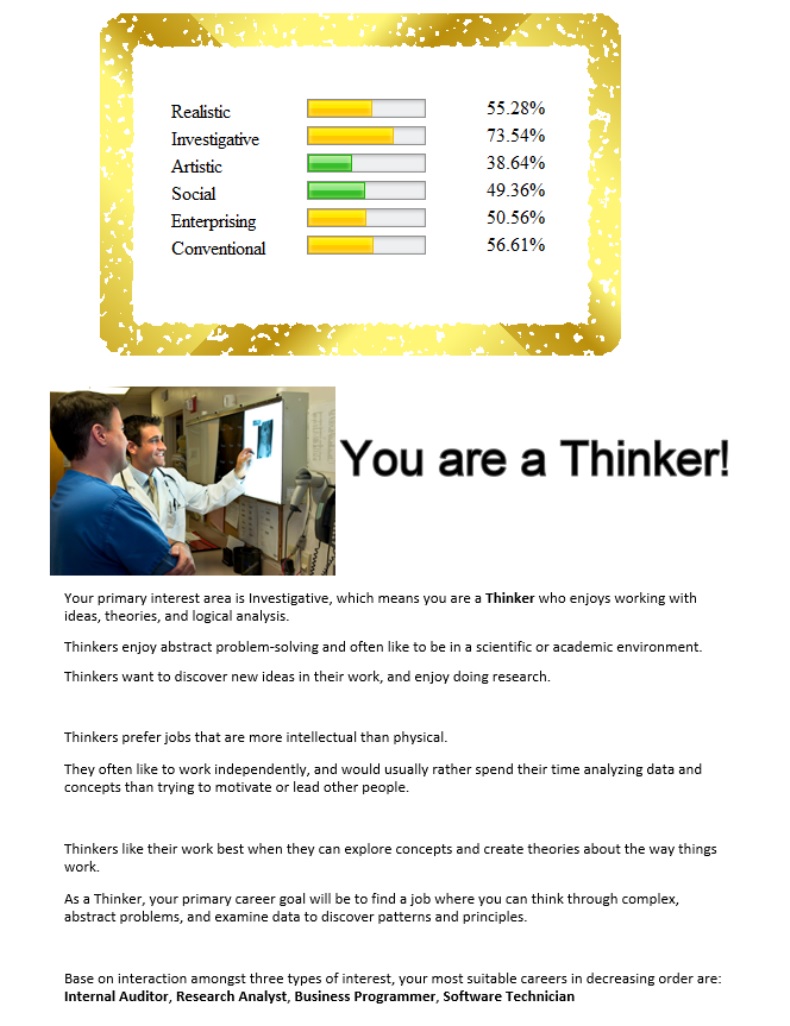 Realistic 55.28%
Investigative 73.54%
Artistic 38.64%
Social 49.36%
Enterprising 50.56%
Conventional 56.61%
You are a Thinker!
Your primary interest area is Investigative, which means you are a Thinker who enjoys working with
ideas, theories, and logical analysis.
Thinkers enjoy abstract problem-solving and often like to be in a scientific or academic environment.
Thinkers want to discover new ideas in their work, and enjoy doing research.
Thinkers prefer jobs that are more intellectual than physical.
They often like to work independently, and would usually rather spend their time analyzing data and
concepts than trying to motivate or lead other people.
Thinkers like their work best when they can explore concepts and create theories about the way things
work.
As a Thinker, your primary career goal will be to find a job where you can think through complex,
abstract problems, and examine data to discover patterns and principles.
Base on interaction amongst three types of interest, your most suitable careers in decreasing order are:
Internal Auditor, Research Analyst, Business Programmer, Software Technician